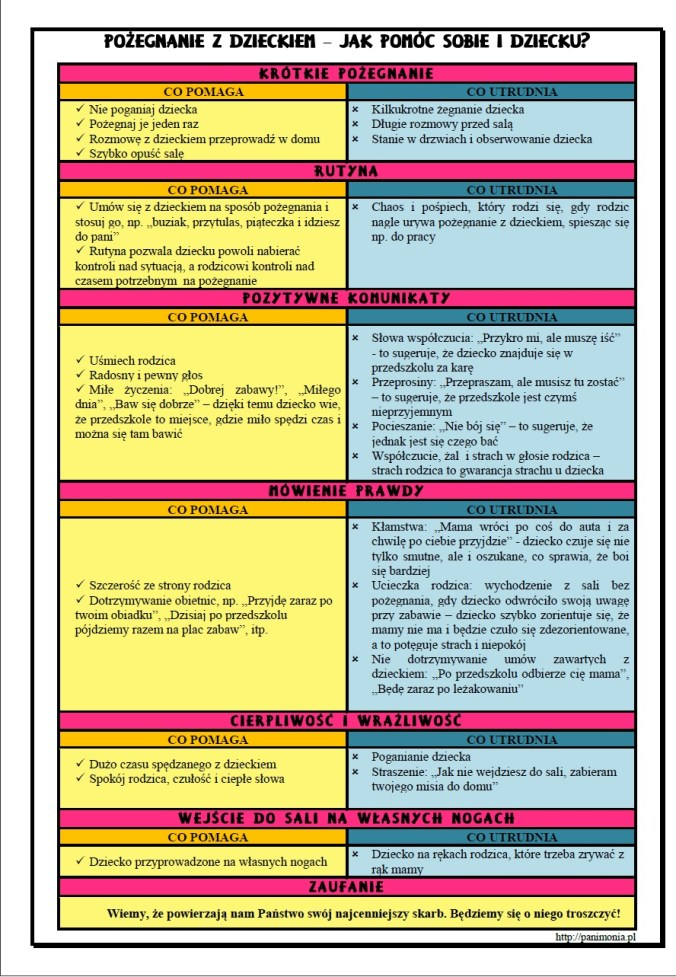 POŻEGNANIE Z DZIECKIEM – JAK POMÓC SOBIE I DZIECKU?
KRÓTKIE POŻEGNANIE
CO POMAGA
CO UTRUDNIA
✓ Nie poganiaj dziecka
✓ Pożegnaj je jeden raz
✓ Rozmowę z dzieckiem przeprowadź w domu
✓ Szybko opuść salę
× Kilkukrotne żegnanie dziecka
× Długie rozmowy przed salą
× Stanie w drzwiach i obserwowanie dziecka
RUTYNA
CO POMAGA
CO UTRUDNIA
✓ Umów się z dzieckiem na sposób pożegnania i
stosuj go, np. „buziak, przytulas, piąteczka i idziesz
do pani”
✓ Rutyna pozwala dziecku powoli nabierać
kontroli nad sytuacją, a rodzicowi kontroli nad
czasem potrzebnym na pożegnanie
× Chaos i pośpiech, który rodzi się, gdy rodzic
nagle urywa pożegnanie z dzieckiem, spiesząc się
np. do pracy
POZYTYWNE KOMUNIKATY
CO POMAGA
CO UTRUDNIA
✓ Uśmiech rodzica
✓ Radosny i pewny głos
✓ Miłe życzenia: „Dobrej zabawy!”, „Miłego
dnia”, „Baw się dobrze” – dzięki temu dziecko wie,
że przedszkole to miejsce, gdzie miło spędzi czas i
można się tam bawić
× Słowa współczucia: „Przykro mi, ale muszę iść”
- to sugeruje, że dziecko znajduje się w
przedszkolu za karę
× Przeprosiny: „Przepraszam, ale musisz tu zostać”
– to sugeruje, że przedszkole jest czymś
nieprzyjemnym
× Pocieszanie: „Nie bój się” – to sugeruje, że
jednak jest się czego bać
× Współczucie, żal i strach w głosie rodzica –
strach rodzica to gwarancja strachu u dziecka
MÓWIENIE PRAWDY
CO POMAGA
CO UTRUDNIA
✓ Szczerość ze strony rodzica
✓ Dotrzymywanie obietnic, np. „Przyjdę zaraz po
twoim obiadku”, „Dzisiaj po przedszkolu
pójdziemy razem na plac zabaw”, itp.
× Kłamstwa: „Mama wróci po coś do auta i za
chwilę po ciebie przyjdzie” - dziecko czuje się nie
tylko smutne, ale i oszukane, co sprawia, że boi
się bardziej
× Ucieczka rodzica: wychodzenie z sali bez
pożegnania, gdy dziecko odwróciło swoją uwagę
przy zabawie – dziecko szybko zorientuje się, że
mamy nie ma i będzie czuło się zdezorientowane,
a to potęguje strach i niepokój
× Nie dotrzymywanie umów zawartych z
dzieckiem: „Po przedszkolu odbierze cię mama”,
„Będę zaraz po leżakowaniu”
CIERPLIWOŚĆ I WRAŻLIWOŚĆ
CO POMAGA
CO UTRUDNIA
✓ Dużo czasu spędzanego z dzieckiem
✓ Spokój rodzica, czułość i ciepłe słowa
× Poganianie dziecka
× Straszenie: „Jak nie wejdziesz do sali, zabieram
twojego misia do domu”
WEJŚCIE DO SALI NA WŁASNYCH NOGACH
CO POMAGA
CO UTRUDNIA
✓ Dziecko przyprowadzone na własnych nogach
× Dziecko na rękach rodzica, które trzeba zrywać z
rąk mamy
ZAUFANIE
Wiemy, że powierzają nam Państwo swój najcenniejszy skarb. Będziemy się o niego troszczyć!
http://panimonia.pl